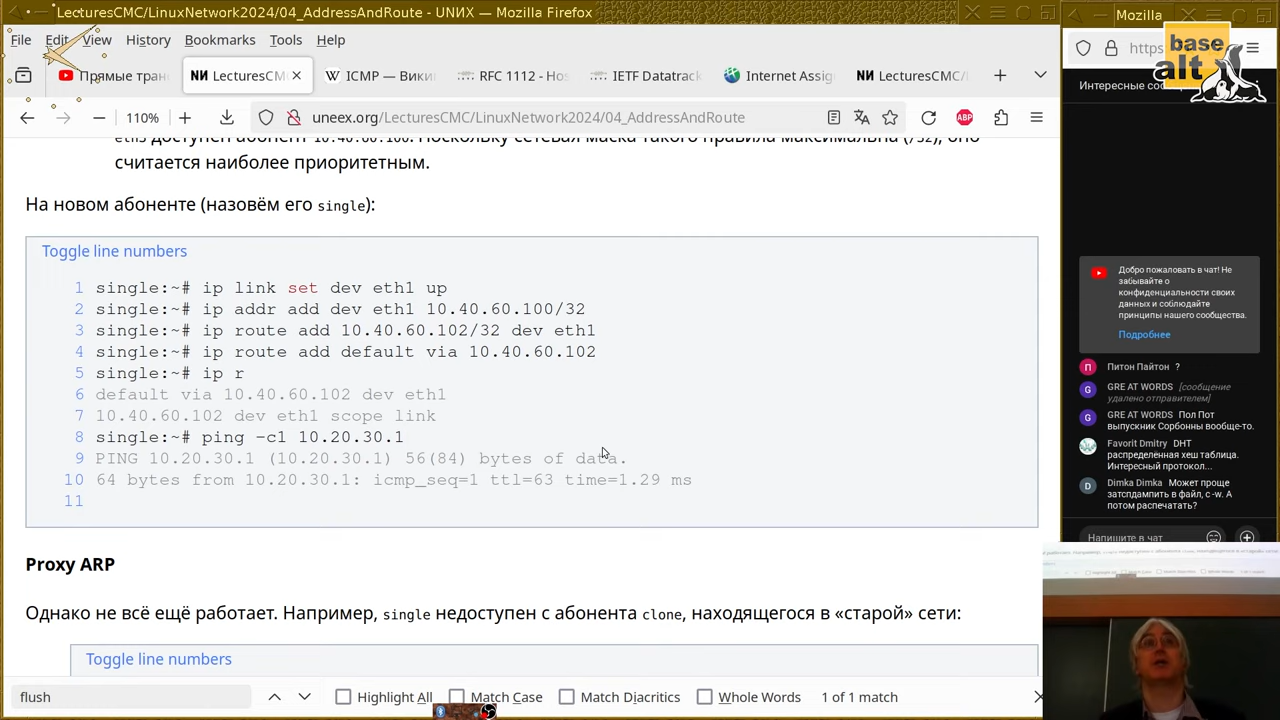 LecturesCMC/LinuxNetwork2024/04_AddressAndRoute - UNИX — Mozilla Firefox
Mozilla
File Edit View History Bookmarks Tools Help
Прямые тран
LecturesCMC
ICMP — Вики
RFC 1112 - Hos
IETF Datatrack
Internet Assig
LecturesCMC/L
110%
uneex.org/LecturesCMC/LinuxNetwork2024/04_AddressAndRoute
https
base
alt
Интересные сооб
считается наиболее приоритетным.
На новом абоненте (назовём его single):
Toggle line numbers
1 single:~# ip link set dev eth1 up
2 single:~# ip addr add dev eth1 10.40.60.100/32
3 single:~# ip route add 10.40.60.102/32 dev eth1
4 single:~# ip route add default via 10.40.60.102
5 single:~# ip r
6 default via 10.40.60.102 dev eth1
7 10.40.60.102 dev eth1 scope link
8 single:~# ping -c1 10.20.30.1
9 PING 10.20.30.1 (10.20.30.1) 56(84) bytes of data.
10 64 bytes from 10.20.30.1: icmp_seq=1 ttl=63 time=1.29 ms
11
Proxy ARP
Однако не всё ещё работает. Например, single недоступен с абонента clone, находящегося в «старой» сети:
Toggle line numbers
flush
Highlight All Match Case Match Diacritics Whole Words 1 of 1 match
Добро пожаловать в чат! Не
забывайте о
конфиденциальности своих
данных и соблюдайте
принципы нашего сообщества.
Подробнее
Питон Пайтон ?
GRE AT WORDS [сообщение
удалено отправителем]
GRE AT WORDS Пол Пот
выпускник Сорбонны вообще-то.
Favorit Dmitry DHT
распределённая хеш таблица.
Интересный протокол...
Dimka Dimka Может проще
затспдампить в файл, с -w. А
потом распечатать?
Напишите в чат